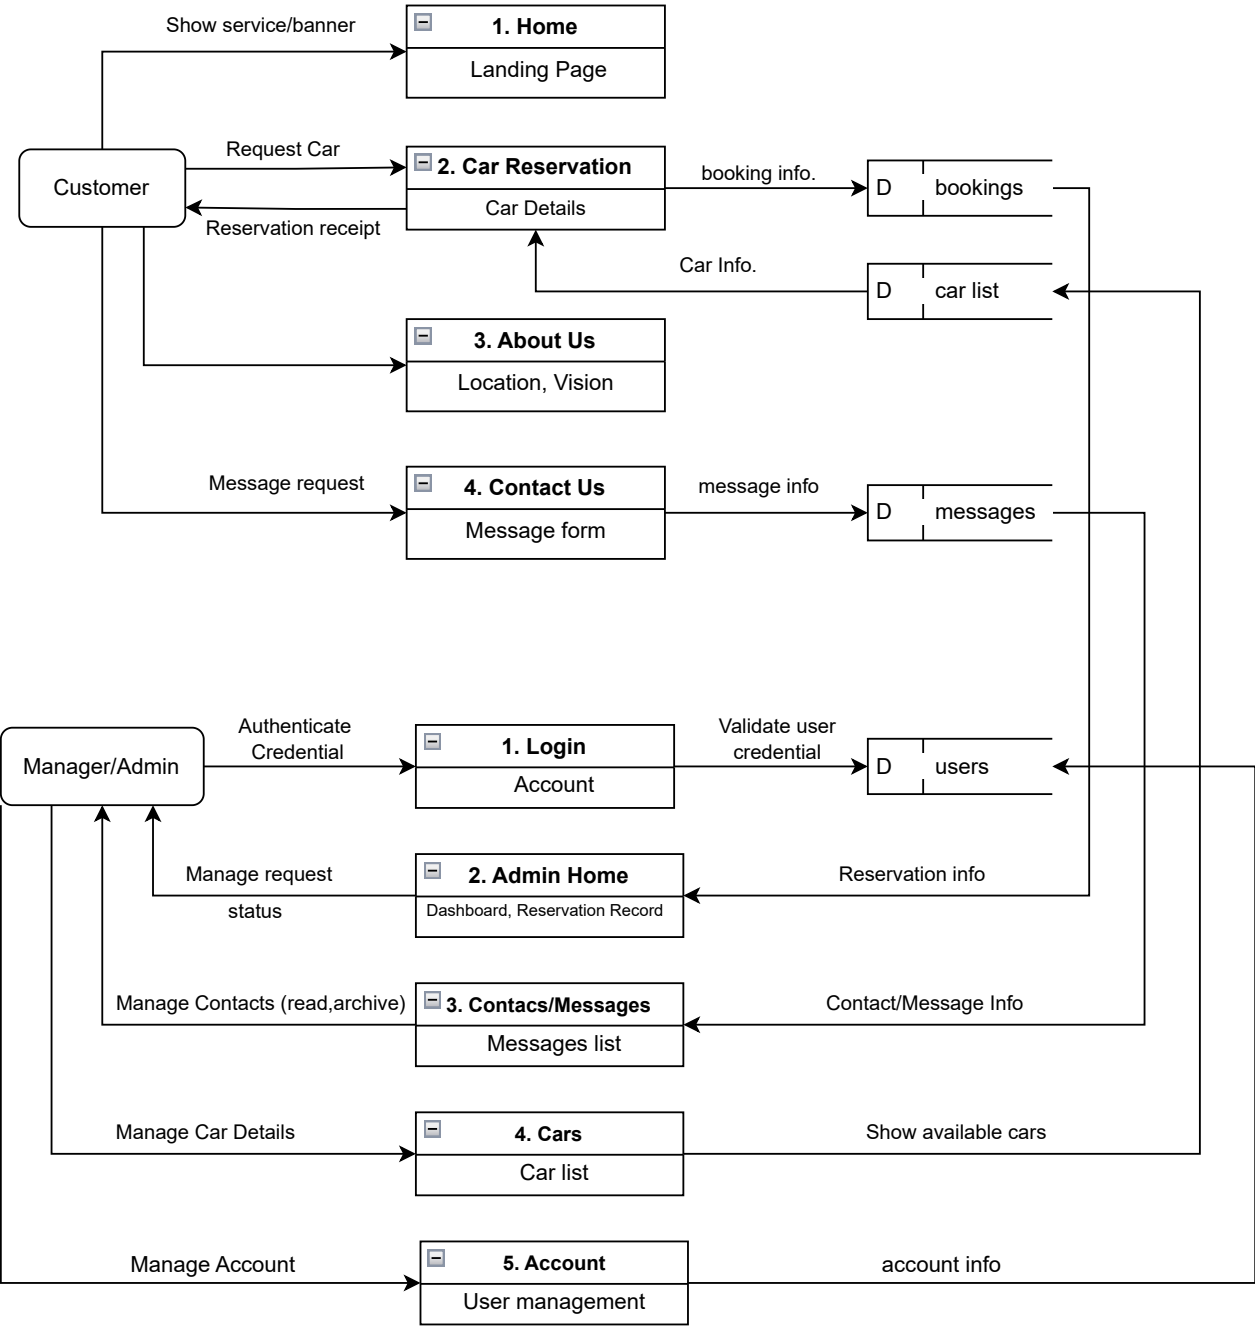 Show service/banner
1. Home
Landing Page
Request Car
Customer
2. Car Reservation
Car Details
Reservation receipt
booking info.
D bookings
Car Info.
D car list
3. About Us
Location, Vision
Message request
4. Contact Us
Message form
message info
D messages
Manager/Admin
Authenticate
Credential
1. Login
Account
Validate user
credential
D users
Manage request
status
2. Admin Home
Dashboard, Reservation Record
Reservation info
Manage Contacts (read,archive)
3. Contacs/Messages
Messages list
Contact/Message Info
Manage Car Details
4. Cars
Car list
Show available cars
Manage Account
5. Account
User management
account info